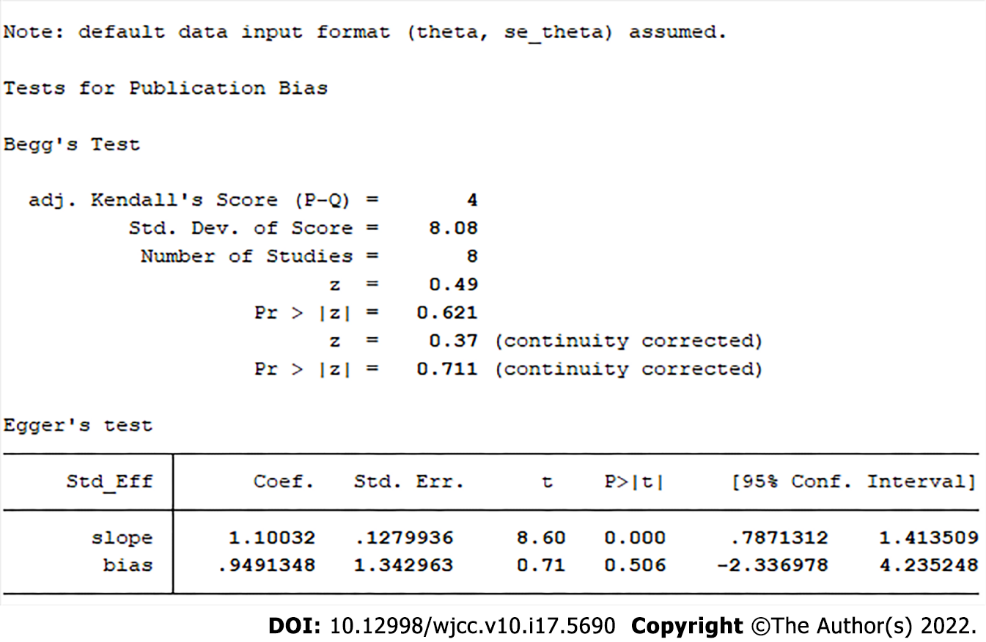 Note: default data input format (theta, se_theta) assumed.
Tests for Publication Bias
Begg's Test
adj. Kendall's Score (P-Q) = 4
Std. Dev. of Score = 8.08
Number of Studies = 8
z = 0.49
Pr > |z| = 0.621
z = 0.37 (continuity corrected)
Pr > |z| = 0.711 (continuity corrected)
Egger's test
Std_Eff Coef. Std. Err. t P>|t| [95% Conf. Interval]
slope 1.10032 .1279936 8.60 0.000 .7871312 1.413509
bias .9491348 1.342963 0.71 0.506 -2.336978 4.235248
DOI: 10.12998/wjcc.v10.i17.5690 Copyright ©The Author(s) 2022.